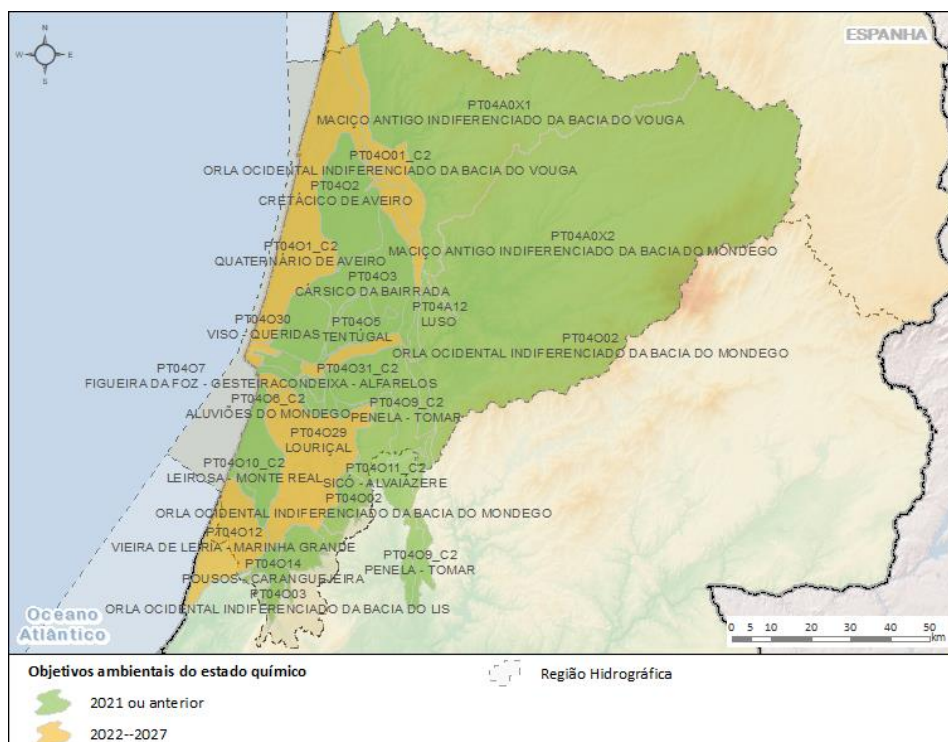 N
W E
S
ESPANHA
PT04A0X1
MACIÇO ANTIGO INDIFERENCIADO DA BACIA DO VOUGA
PT04O01_C2
ORLA OCIDENTAL INDIFERENCIADO DA BACIA DO VOUGA
PT04O2
CRETÁCICO DE AVEIRO
PT04A0X2
MACIÇO ANTIGO INDIFERENCIADO DA BACIA DO MONDEGO
PT04O1_C2
QUATERNÁRIO DE AVEIRO
PT04O3
CÁRSICO DA BAIRRADA
PT04A12
LUSO
PT04O30
VISO - QUERIDAS
PT04O5
TENTÚGAL
PT04O02
ORLA OCIDENTAL INDIFERENCIADO DA BACIA DO MONDEGO
PT04O7
FIGUEIRA DA FOZ - GESTEIRA
PT04O31_C2
CONDEIXA - ALFARELOS
PT04O6_C2
ALUVIÕES DO MONDEGO
PT04O9_C2
PENELA - TOMAR
PT04O29
LOURIÇAL
PT04O10_C2
LEIROSA - MONTE REAL
PT04O11_C2
SICÓ - ALVAIÁZERE
PT04O02
ORLA OCIDENTAL INDIFERENCIADO DA BACIA DO MONDEGO
PT04O12
VIEIRA DE LEIRIA - MARINHA GRANDE
PT04O14
POUSOS - CARANGUEJEIRA
PT04O9_C2
PENELA - TOMAR
PT04O03
ORLA OCIDENTAL INDIFERENCIADO DA BACIA DO LIS
Oceano
Atlântico
0 5 10 20 30 40 50
km
Objetivos ambientais do estado químico
2021 ou anterior
2022--2027
Região Hidrográfica